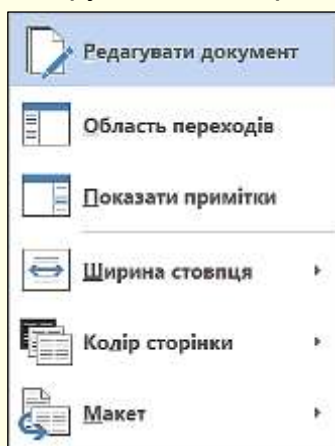 Редагувати документ
Область переходів
Показати примітки
Ширина стовпця
Колір сторінки
Макет